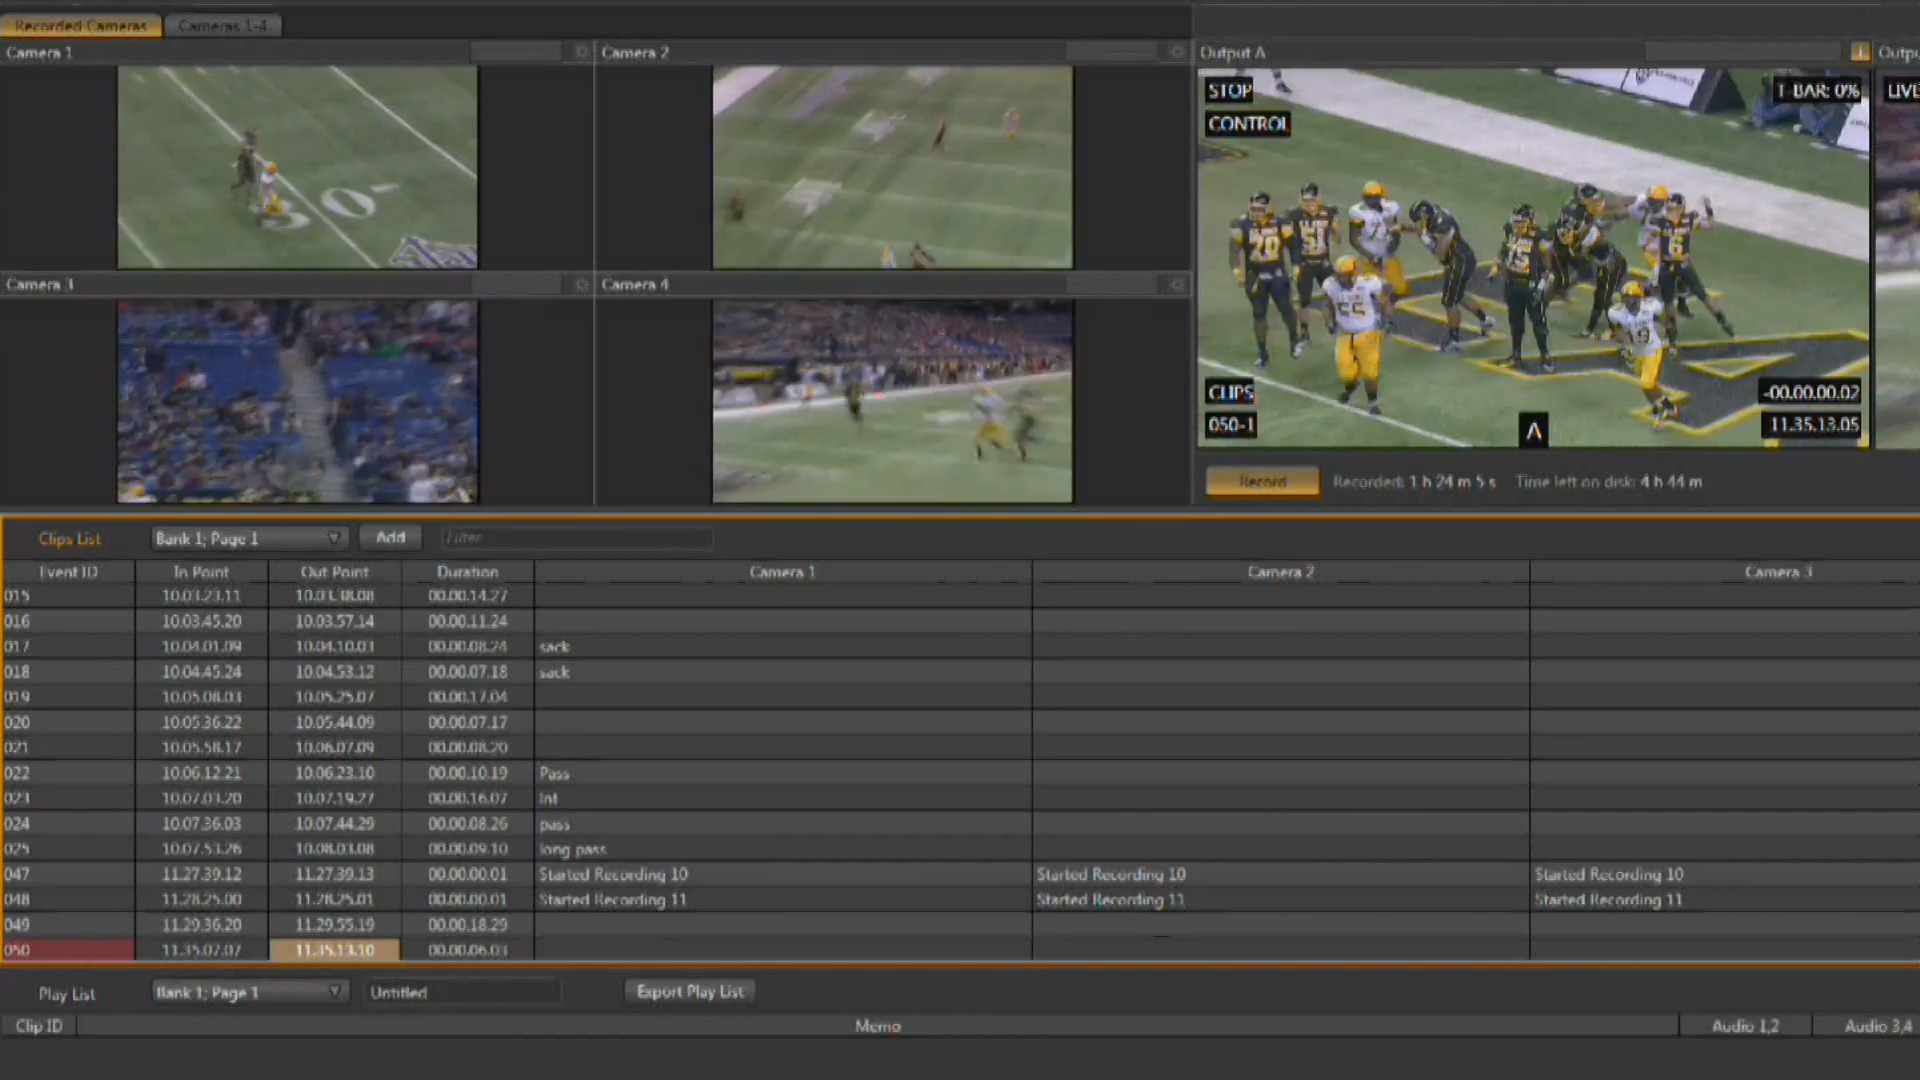 Recorded Cameras Cameras 1-4
Camera 1 Camera 2 Output A
STOP T-BAR: 0% LIVE
CONTROL
70 51 15 6
55 19
50
Camera 3 Camera 4
CLIPS -00.00.00.02
050-1 A 11.35.13.05
Record Recorded: 1 h 24 m 5 s Time left on disk: 4 h 44 m
Clips List Bank 1; Page 1 Add Filter
Event ID In Point Out Point Duration Camera 1 Camera 2 Camera 3
015 10.03.23.11 10.03.38.08 00.00.14.27
016 10.03.45.20 10.03.57.14 00.00.11.24
017 10.04.01.09 10.04.10.03 00.00.08.24 sack
018 10.04.45.24 10.04.53.12 00.00.07.18 sack
019 10.05.08.03 10.05.25.07 00.00.17.04
020 10.05.36.22 10.05.44.09 00.00.07.17
021 10.05.58.17 10.06.07.09 00.00.08.20
022 10.06.12.21 10.06.23.10 00.00.10.19 Pass
023 10.07.03.20 10.07.19.27 00.00.16.07 Int
024 10.07.36.03 10.07.44.29 00.00.08.26 pass
025 10.07.53.26 10.08.03.08 00.00.09.10 long pass
047 11.27.39.12 11.27.39.13 00.00.00.01 Started Recording 10 Started Recording 10 Started Recording 10
048 11.28.25.00 11.28.25.01 00.00.00.01 Started Recording 11 Started Recording 11 Started Recording 11
049 11.29.36.20 11.29.55.19 00.00.18.29
050 11.35.07.07 11.35.13.10 00.00.06.03
Play List Bank 1; Page 1 Untitled Export Play List
Clip ID Memo Audio 1,2 Audio 3,4